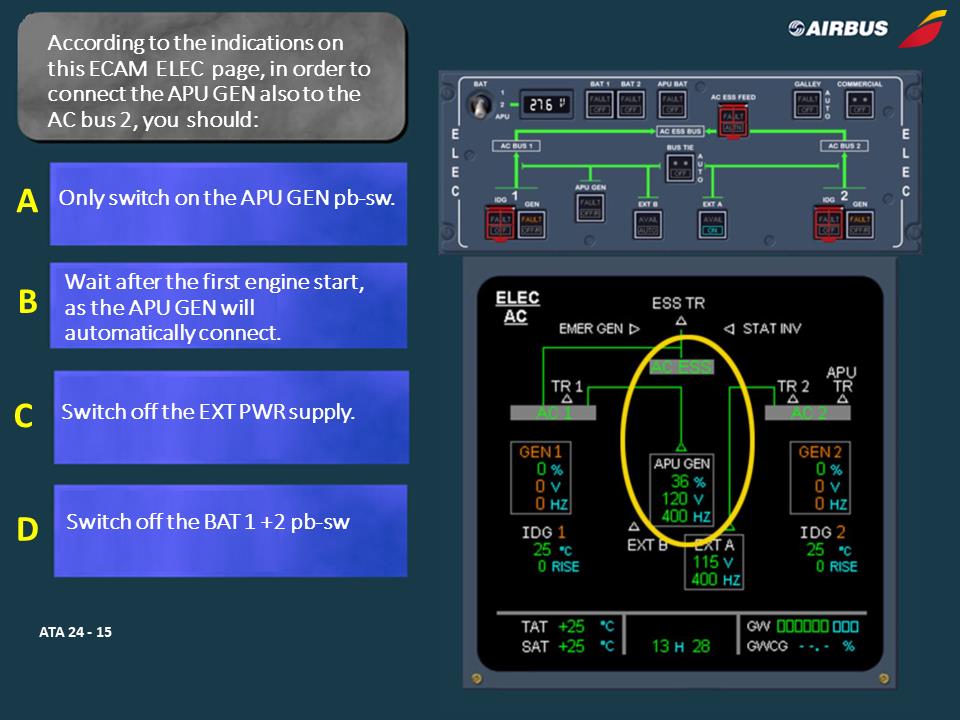 According to the indications on
this ECAM ELEC page, in order to
connect the APU GEN also to the
AC bus 2, you should:
AIRBUS
A
Only switch on the APU GEN pb-sw.
B
Wait after the first engine start,
as the APU GEN will
automatically connect.
C
Switch off the EXT PWR supply.
D
Switch off the BAT 1 +2 pb-sw
ATA 24 - 15
BAT
BAT 1 BAT 2 APU BAT
GALLEY COMMERCIAL
1
2
APU
27.6 V
FAULT FAULT FAULT
OFF OFF OFF
AC ESS FEED
FAULT
ALTN
FAULT
OFF
AUTO
OFF
ELEC
AC ESS BUS
AC BUS 1
BUS TIE
AC BUS 2
OFF
AUTO
ELEC
IDG 1 GEN
APU GEN
EXT B EXT A
IDG 2 GEN
FAULT FAULT
OFF OFF/R
FAULT
OFF/R
AVAIL
AUTO
AVAIL
ON
FAULT FAULT
OFF OFF/R
ELEC
AC
ESS TR
EMER GEN
STAT INV
AC ESS
TR 1
TR 2
APU
TR
AC 1
AC 2
GEN 1
0 %
0 V
0 HZ
APU GEN
36 %
120 V
400 HZ
GEN 2
0 %
0 V
0 HZ
IDG 1
25 °C
0 RISE
EXT B
EXT A
115 V
400 HZ
IDG 2
25 °C
0 RISE
TAT +25 °C
SAT +25 °C
13 H 28
GW
GWCG --.- %